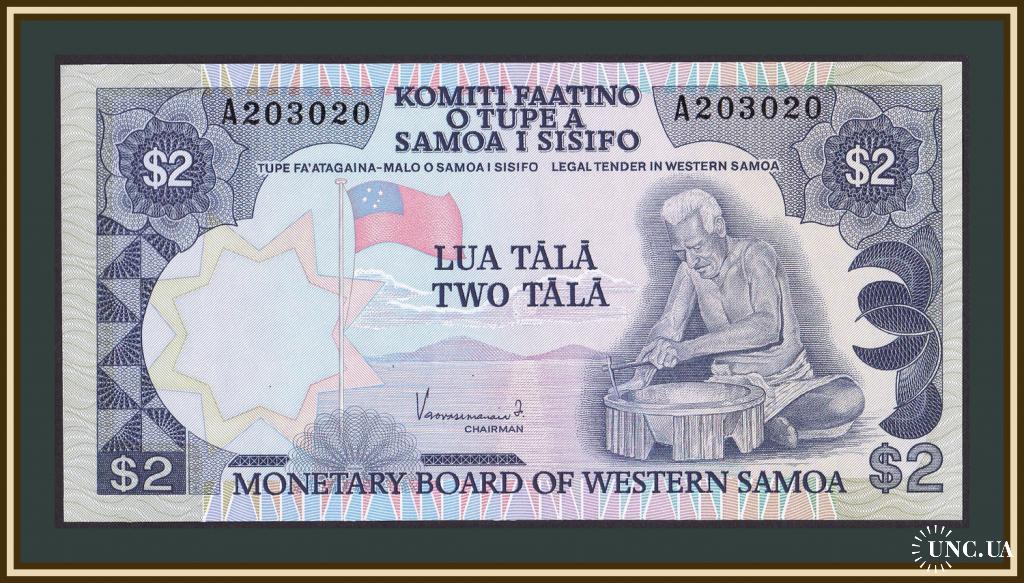 A203020
KOMITI FAATINO
O TUPE A
SAMOA I SISIFO
A203020
TUPE FA'ATAGAINA-MALO O SAMOA I SISIFO LEGAL TENDER IN WESTERN SAMOA
$2
$2
LUA TĀLĀ
TWO TĀLĀ
CHAIRMAN
$2
MONETARY BOARD OF WESTERN SAMOA
$2
UNC.UA